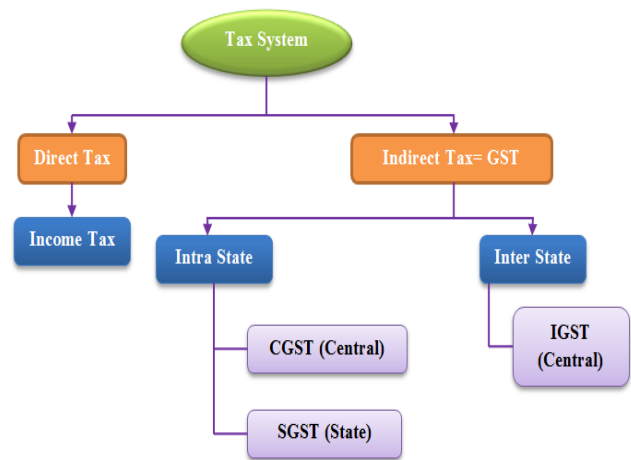 Tax System
Direct Tax
Indirect Tax= GST
Income Tax
Intra State
Inter State
CGST (Central)
IGST
(Central)
SGST (State)